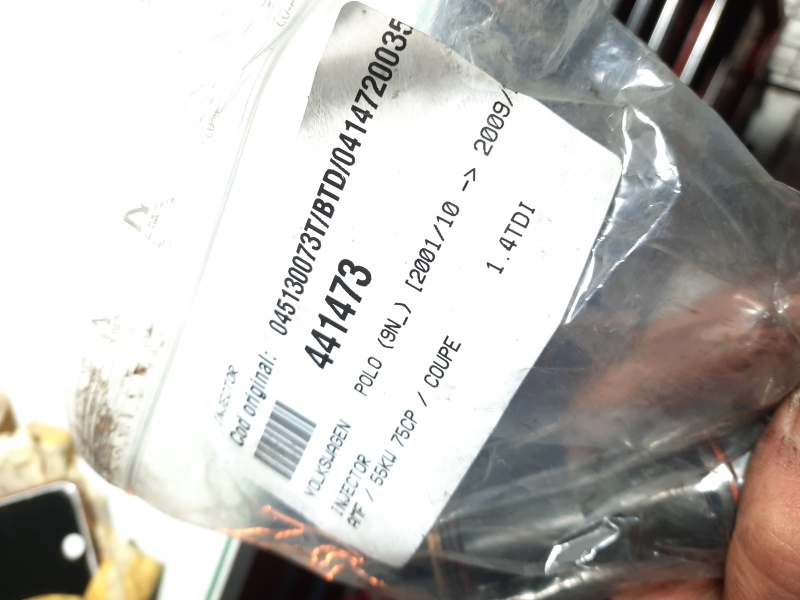 INJECTOR
Cod original: 045130073T/BTD/0414720035
441473
VOLKSWAGEN POLO (9N_) [2001/10 -> 2009/
INJECTOR 1.4TDI
AMF / 55KW 75CP / COUPE